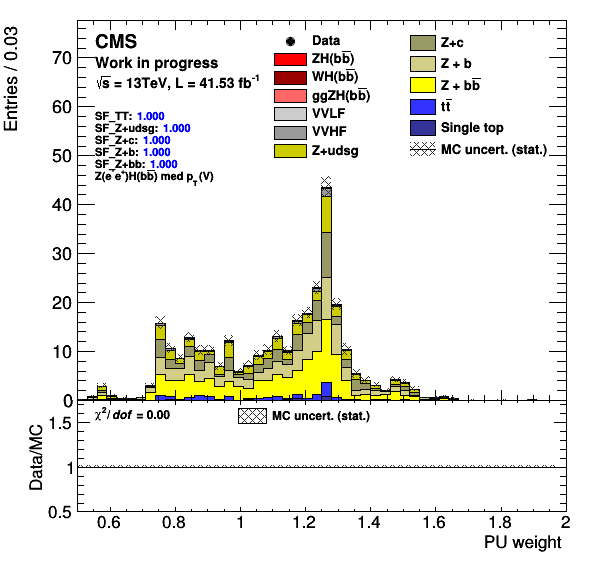 Entries / 0.03
CMS
Work in progress
√s = 13TeV, L = 41.53 fb⁻¹
SF_TT: 1.000
SF_Z+udsg: 1.000
SF_Z+c: 1.000
SF_Z+b: 1.000
SF_Z+bb: 1.000
Z(e⁻e⁺)H(bb̅) med p_T(V)
Data
ZH(bb̅)
WH(bb̅)
ggZH(bb̅)
VVLF
VVHF
Z+udsg
Z+c
Z + b
Z + bb̅
tt̅
Single top
MC uncert. (stat.)
70
60
50
40
30
20
10
0
χ²/dof = 0.00
MC uncert. (stat.)
Data/MC
1.5
1
0.5
0.6 0.8 1 1.2 1.4 1.6 1.8 2
PU weight